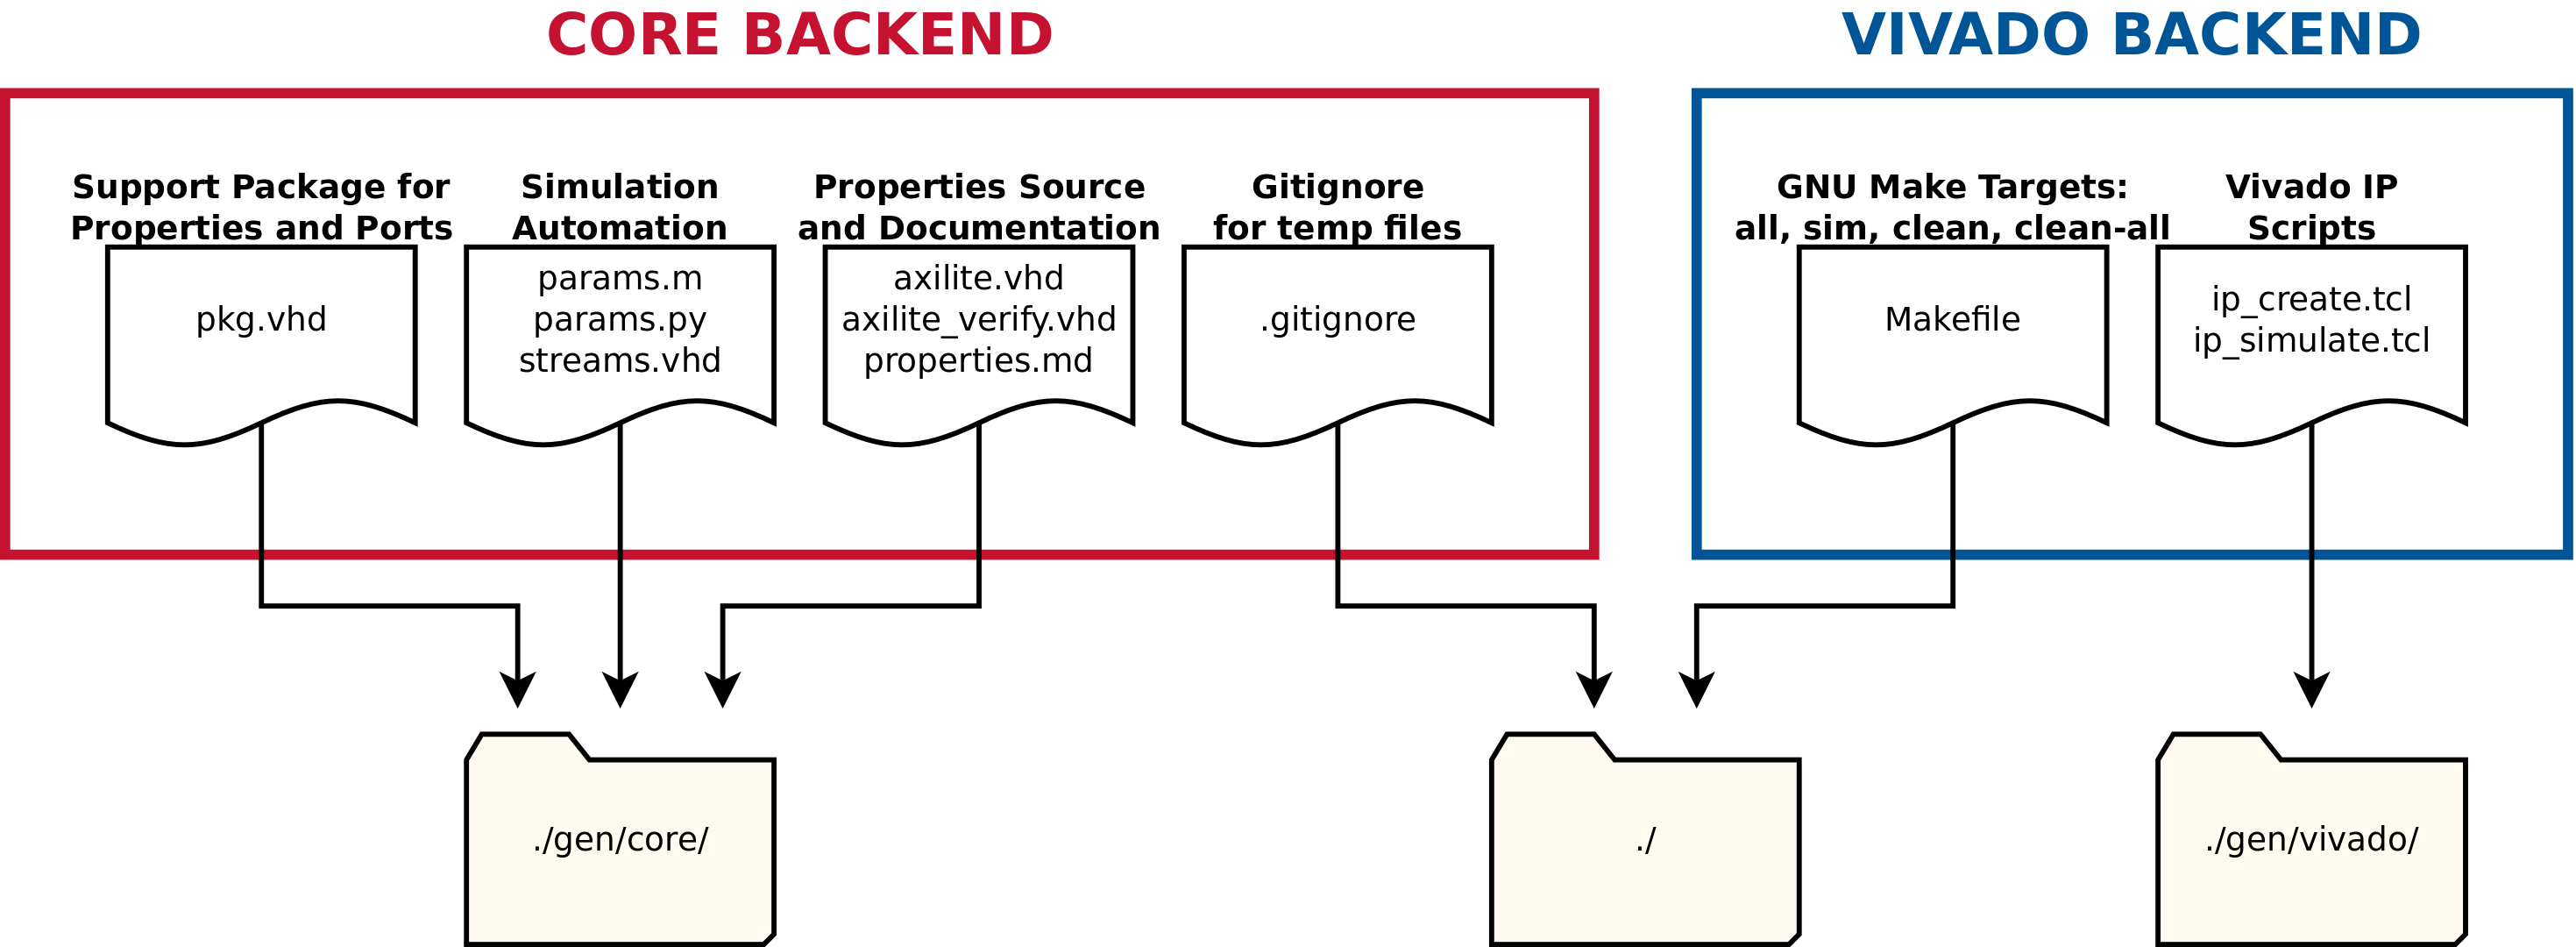 CORE BACKEND
VIVADO BACKEND
Support Package for
Properties and Ports
pkg.vhd
Simulation
Automation
params.m
params.py
streams.vhd
Properties Source
and Documentation
axilite.vhd
axilite_verify.vhd
properties.md
Gitignore
for temp files
.gitignore
GNU Make Targets:
all, sim, clean, clean-all
Makefile
Vivado IP
Scripts
ip_create.tcl
ip_simulate.tcl
./gen/core/
./
./gen/vivado/